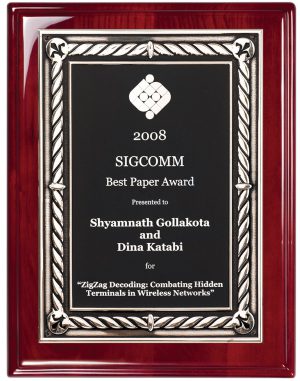 2008
SIGCOMM
Best Paper Award
Presented to
Shyamnath Gollakota
and
Dina Katabi
for
“ZigZag Decoding: Combating Hidden
Terminals in Wireless Networks”